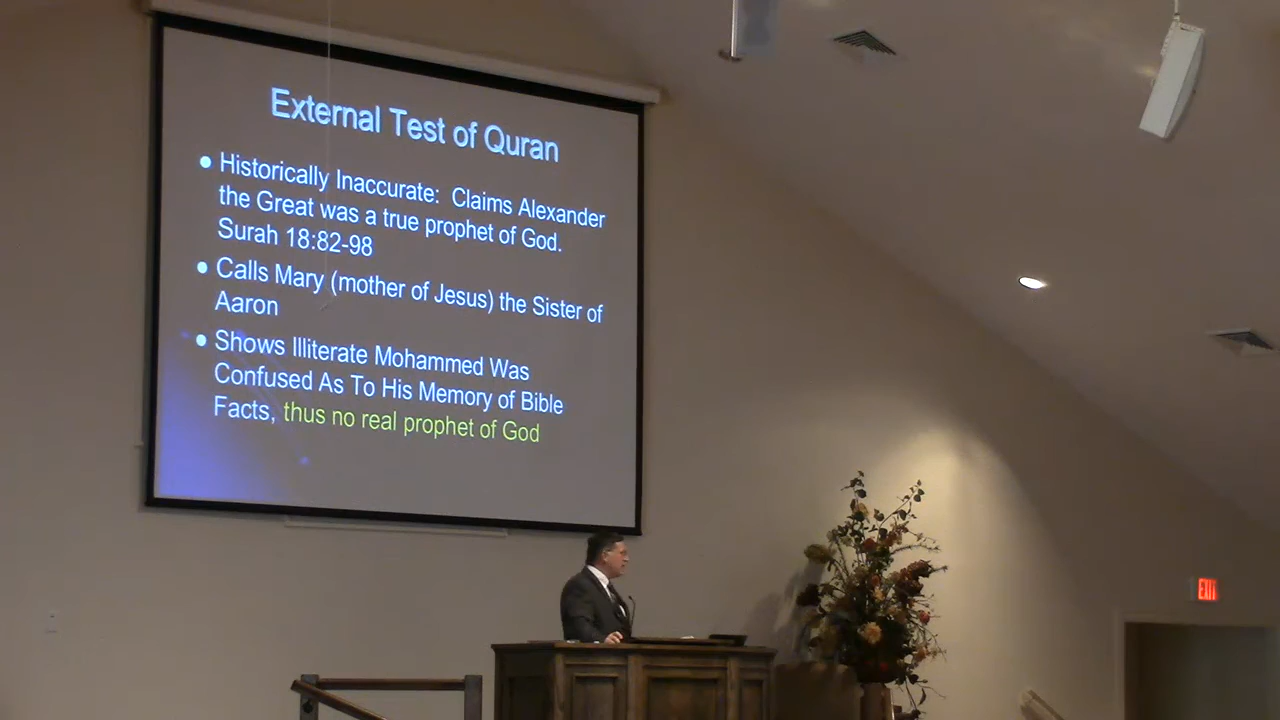 External Test of Quran
• Historically Inaccurate: Claims Alexander
the Great was a true prophet of God.
Surah 18:82-98
• Calls Mary (mother of Jesus) the Sister of
Aaron
• Shows Illiterate Mohammed Was
Confused As To His Memory of Bible
Facts, thus no real prophet of God
EXIT